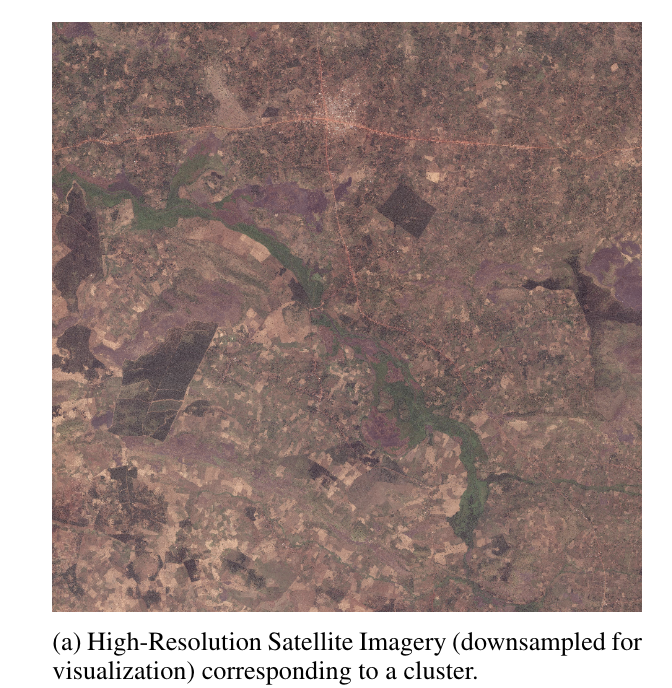 (a) High-Resolution Satellite Imagery (downsampled for
visualization) corresponding to a cluster.